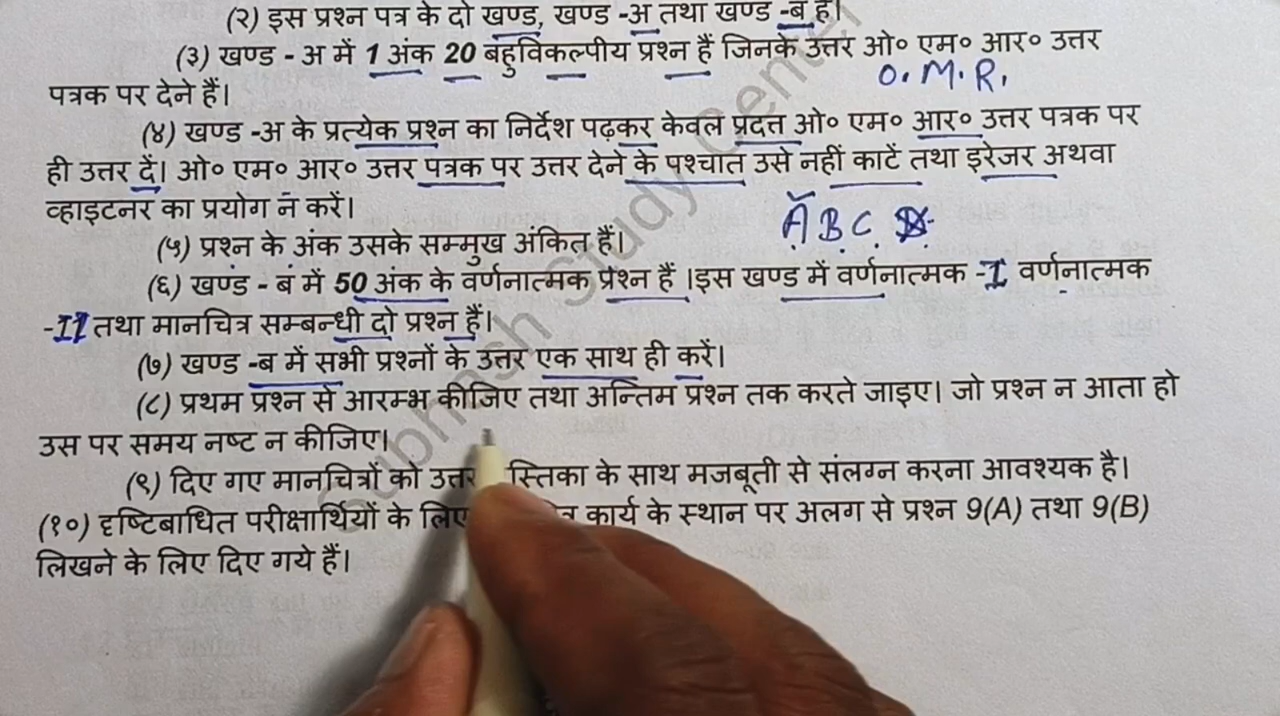 (२) इस प्रश्न पत्र के दो खण्ड, खण्ड -अ तथा खण्ड -ब हैं।
(३) खण्ड - अ में 1 अंक 20 बहुविकल्पीय प्रश्न हैं जिनके उत्तर ओ० एम० आर० उत्तर
O. M. R.
पत्रक पर देने हैं।
(४) खण्ड -अ के प्रत्येक प्रश्न का निर्देश पढ़कर केवल प्रदत्त ओ० एम० आर० उत्तर पत्रक पर
ही उत्तर दें। ओ० एम० आर० उत्तर पत्रक पर उत्तर देने के पश्चात उसे नहीं काटें तथा इरेजर अथवा
व्हाइटनर का प्रयोग न करें।
A B C D
(५) प्रश्न के अंक उसके सम्मुख अंकित हैं।
(६) खण्ड - ब में 50 अंक के वर्णनात्मक प्रश्न हैं ।इस खण्ड में वर्णनात्मक -I वर्णनात्मक
-II तथा मानचित्र सम्बन्धी दो प्रश्न हैं।
(७) खण्ड -ब में सभी प्रश्नों के उत्तर एक साथ ही करें।
(८) प्रथम प्रश्न से आरम्भ कीजिए तथा अन्तिम प्रश्न तक करते जाइए। जो प्रश्न न आता हो
उस पर समय नष्ट न कीजिए।
(९) दिए गए मानचित्रों को उत्तर स्तिका के साथ मजबूती से संलग्न करना आवश्यक है।
(१०) दृष्टिबाधित परीक्षार्थियों के लिए कार्य के स्थान पर अलग से प्रश्न 9(A) तथा 9(B)
लिखने के लिए दिए गये हैं।
Subhash Study Center